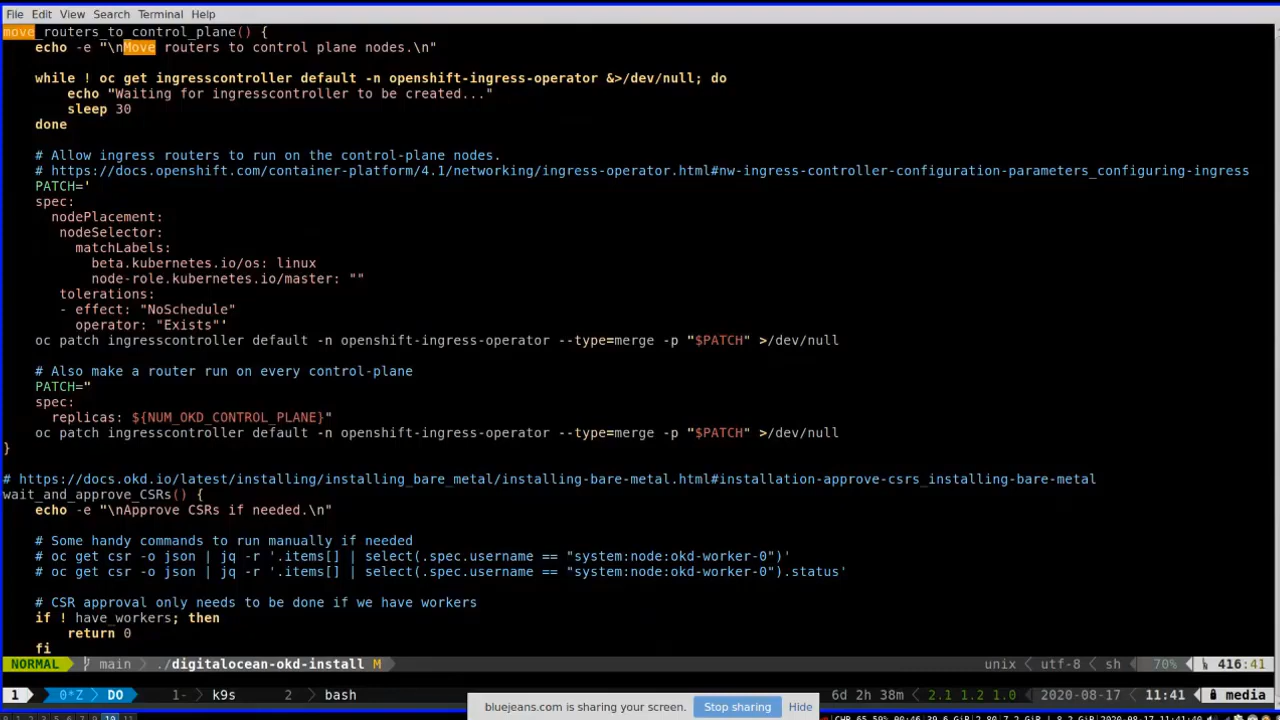 File Edit View Search Terminal Help
move_routers_to_control_plane() {
    echo -e "\nMove routers to control plane nodes.\n"
    while ! oc get ingresscontroller default -n openshift-ingress-operator &>/dev/null; do
        echo "Waiting for ingresscontroller to be created..."
        sleep 30
    done
    # Allow ingress routers to run on the control-plane nodes.
    # https://docs.openshift.com/container-platform/4.1/networking/ingress-operator.html#nw-ingress-controller-configuration-parameters_configuring-ingress
    PATCH='
    spec:
      nodePlacement:
       nodeSelector:
         matchLabels:
           beta.kubernetes.io/os: linux
           node-role.kubernetes.io/master: ""
       tolerations:
       - effect: "NoSchedule"
         operator: "Exists"'
    oc patch ingresscontroller default -n openshift-ingress-operator --type=merge -p "$PATCH" >/dev/null
    # Also make a router run on every control-plane
    PATCH="
    spec:
      replicas: ${NUM_OKD_CONTROL_PLANE}"
    oc patch ingresscontroller default -n openshift-ingress-operator --type=merge -p "$PATCH" >/dev/null
}
# https://docs.okd.io/latest/installing/installing_bare_metal/installing-bare-metal.html#installation-approve-csrs_installing-bare-metal
wait_and_approve_CSRs() {
    echo -e "\nApprove CSRs if needed.\n"
    # Some handy commands to run manually if needed
    # oc get csr -o json | jq -r '.items[] | select(.spec.username == "system:node:okd-worker-0")'
    # oc get csr -o json | jq -r '.items[] | select(.spec.username == "system:node:okd-worker-0").status'
    # CSR approval only needs to be done if we have workers
    if ! have_workers; then
        return 0
    fi
NORMAL main ./digitalocean-okd-install M unix utf-8 sh 70% 416:41
1 0*Z DO 1- k9s 2 bash 6d 2h 38m 2.1 1.2 1.0 2020-08-17 11:41 media
bluejeans.com is sharing your screen. Stop sharing Hide